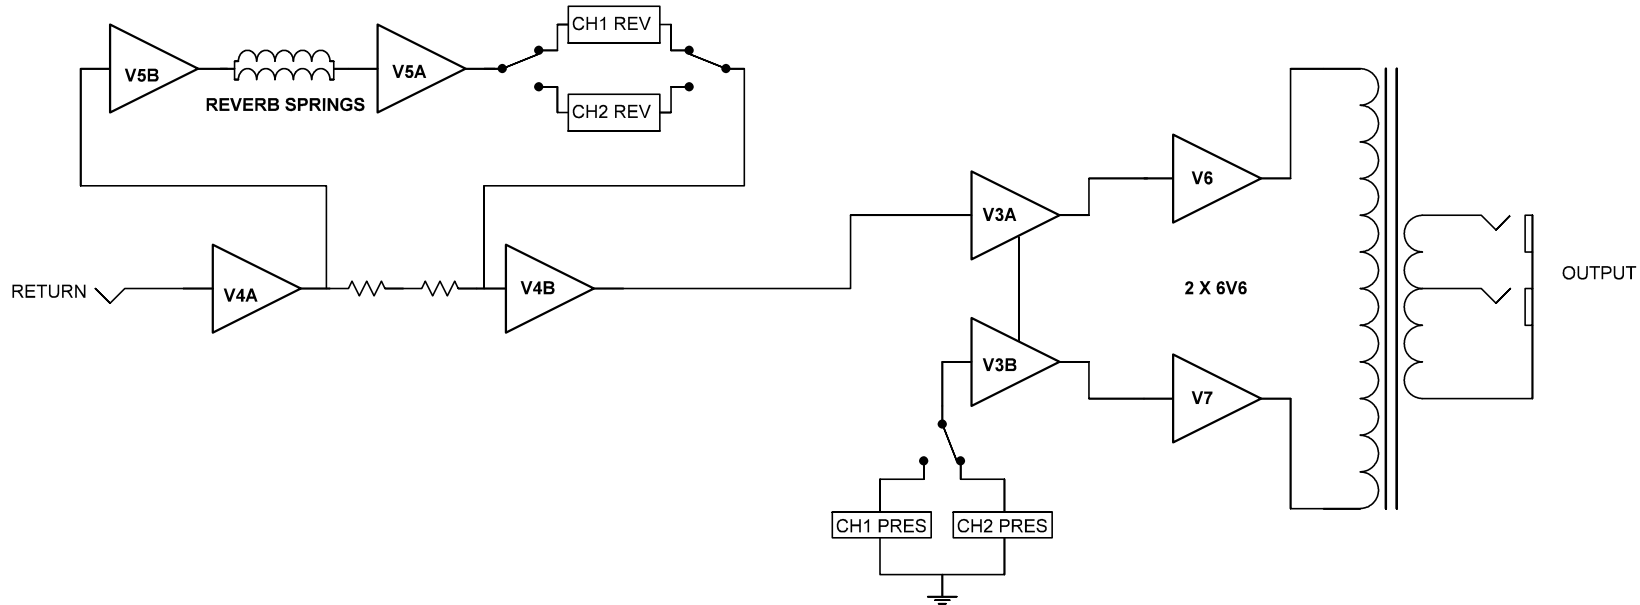 CH1 REV
V5B
V5A
REVERB SPRINGS
CH2 REV
V6
V3A
RETURN
V4A
V4B
2 X 6V6
OUTPUT
V3B
V7
CH1 PRES
CH2 PRES